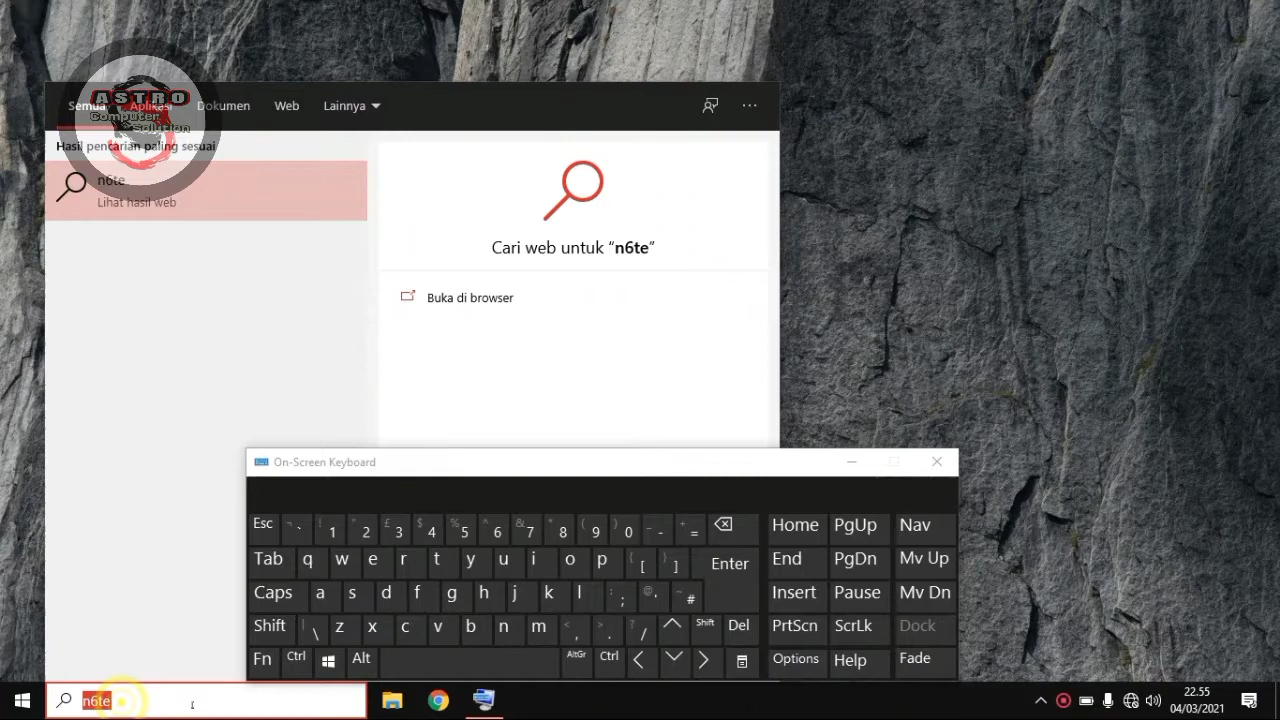 ASTRO
Computer
Solution
Semua Aplikasi Dokumen Web Lainnya
Hasil pencarian paling sesuai
n6te
Lihat hasil web
Cari web untuk “n6te”
Buka di browser
On-Screen Keyboard
Esc ¬ ` ! 1 " 2 £ 3 $ 4 % 5 ^ 6 & 7 * 8 ( 9 ) 0 _ - + = Home PgUp Nav
Tab q w e r t y u i o p { [ } ] Enter End PgDn Mv Up
Caps a s d f g h j k l : ; @ ' ~ # Insert Pause Mv Dn
Shift | \ z x c v b n m < , > . ? / Shift Del PrtScn ScrLk Dock
Fn Ctrl Alt AltGr Ctrl Options Help Fade
n6te
22.55
04/03/2021